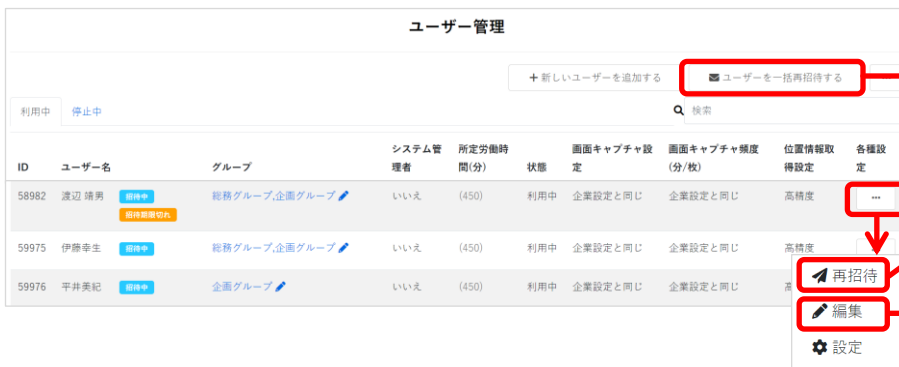 ユーザー管理
+新しいユーザーを追加する
ユーザーを一括再招待する
利用中 停止中
検索
ID ユーザー名 グループ システム管理者 所定労働時間(分) 状態 画面キャプチャ設定 画面キャプチャ頻度(分/枚) 位置情報取得設定 各種設定
58982 渡辺 靖男 招待中 総務グループ,企画グループ いいえ (450) 利用中 企業設定と同じ 企業設定と同じ 高精度 ...
招待期限切れ
59975 伊藤幸生 招待中 総務グループ,企画グループ いいえ (450) 利用中 企業設定と同じ 企業設定と同じ 高精度
59976 平井美紀 招待中 企画グループ いいえ (450) 利用中 企業設定と同じ 企業設定と同じ
再招待
編集
設定